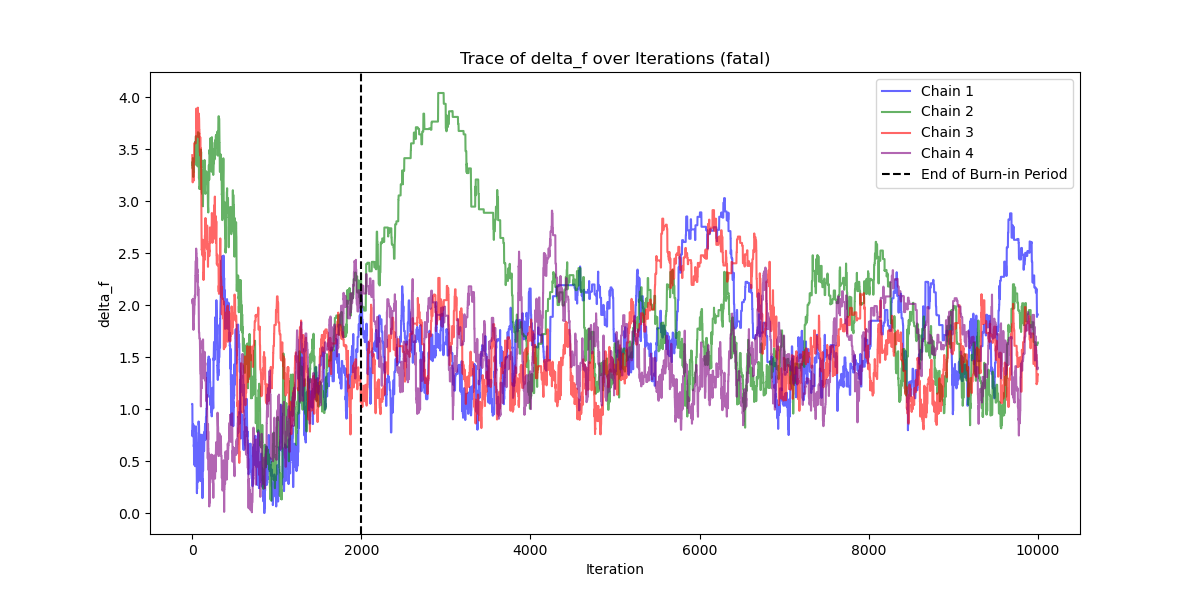 Trace of delta_f over Iterations (fatal)
4.0
3.5
3.0
2.5
2.0
1.5
1.0
0.5
0.0
delta_f
Chain 1
Chain 2
Chain 3
Chain 4
End of Burn-in Period
0 2000 4000 6000 8000 10000
Iteration